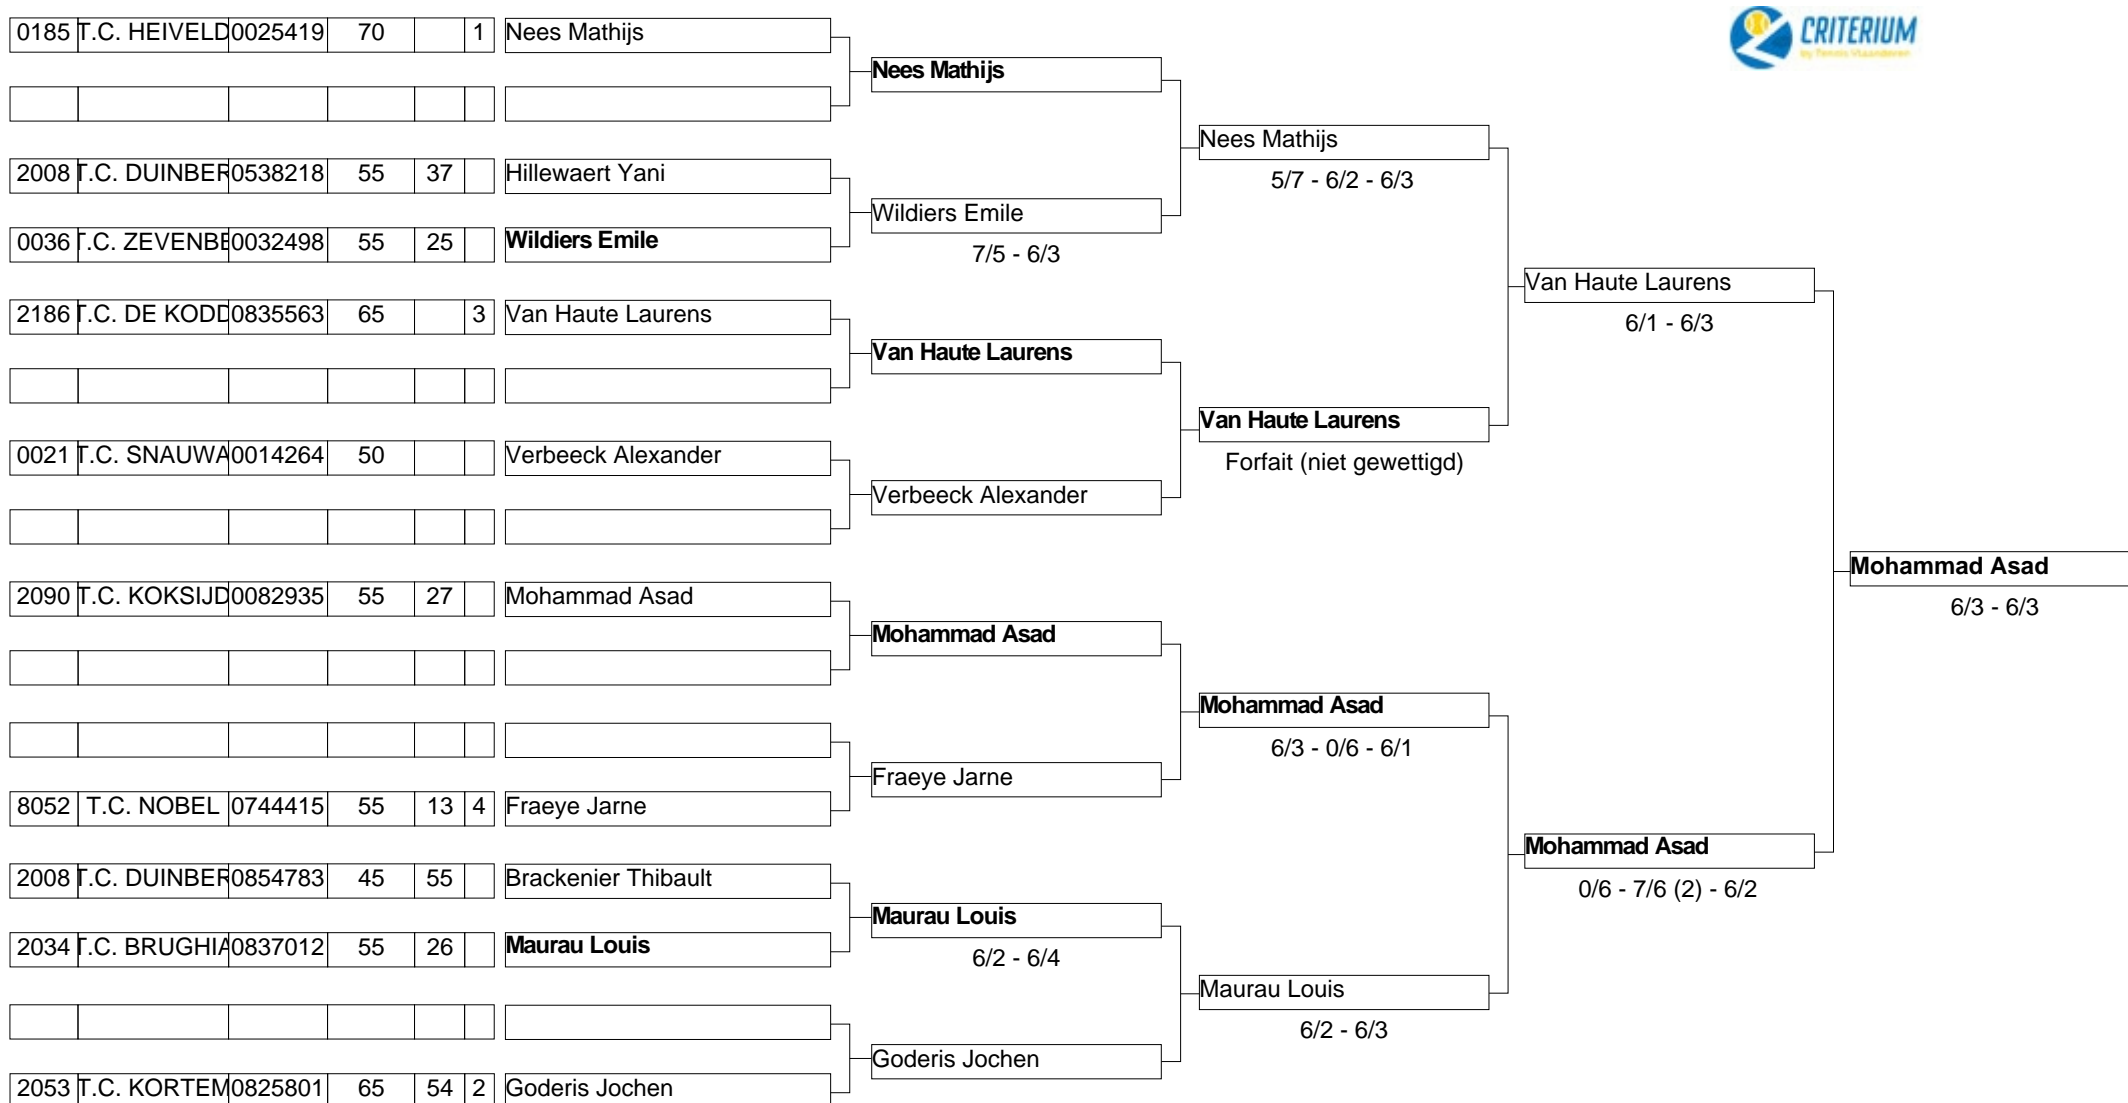 CRITERIUM
by Tennis Vlaanderen
0185 T.C. HEIVELD 0025419 70 1 Nees Mathijs
Nees Mathijs
Nees Mathijs
5/7 - 6/2 - 6/3
2008 T.C. DUINBER 0538218 55 37 Hillewaert Yani
Wildiers Emile
7/5 - 6/3
0036 T.C. ZEVENBE 0032498 55 25 Wildiers Emile
Van Haute Laurens
6/1 - 6/3
2186 T.C. DE KODD 0835563 65 3 Van Haute Laurens
Van Haute Laurens
Van Haute Laurens
Forfait (niet gewettigd)
0021 T.C. SNAUWA 0014264 50 Verbeeck Alexander
Verbeeck Alexander
Mohammad Asad
6/3 - 6/3
2090 T.C. KOKSIJD 0082935 55 27 Mohammad Asad
Mohammad Asad
Mohammad Asad
6/3 - 0/6 - 6/1
Fraeye Jarne
8052 T.C. NOBEL 0744415 55 13 4 Fraeye Jarne
Mohammad Asad
0/6 - 7/6 (2) - 6/2
2008 T.C. DUINBER 0854783 45 55 Brackenier Thibault
Maurau Louis
6/2 - 6/4
2034 T.C. BRUGHIA 0837012 55 26 Maurau Louis
Maurau Louis
6/2 - 6/3
Goderis Jochen
2053 T.C. KORTEM 0825801 65 54 2 Goderis Jochen